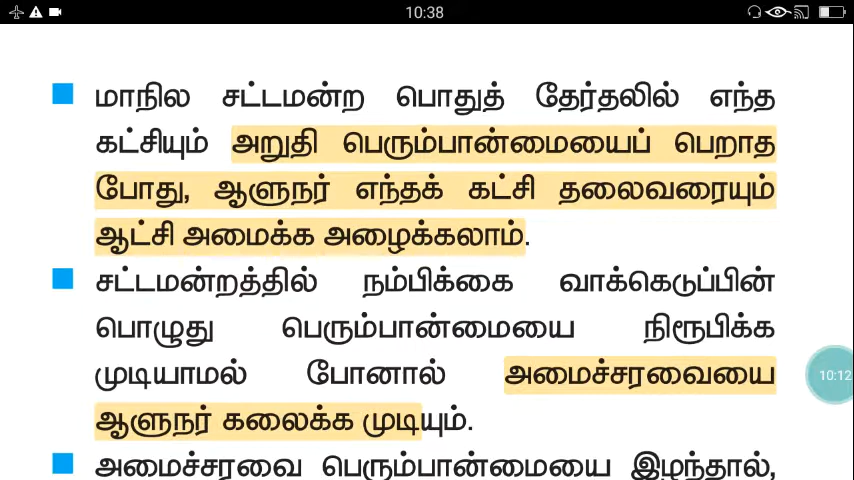 10:38
மாநில சட்டமன்ற பொதுத் தேர்தலில் எந்த
கட்சியும் அறுதி பெரும்பான்மையைப் பெறாத
போது, ஆளுநர் எந்தக் கட்சி தலைவரையும்
ஆட்சி அமைக்க அழைக்கலாம்.
சட்டமன்றத்தில் நம்பிக்கை வாக்கெடுப்பின்
பொழுது பெரும்பான்மையை நிரூபிக்க
முடியாமல் போனால் அமைச்சரவையை
10:12
ஆளுநர் கலைக்க முடியும்.
அமைச்சரவை பெரும்பான்மையை இழந்தால்,